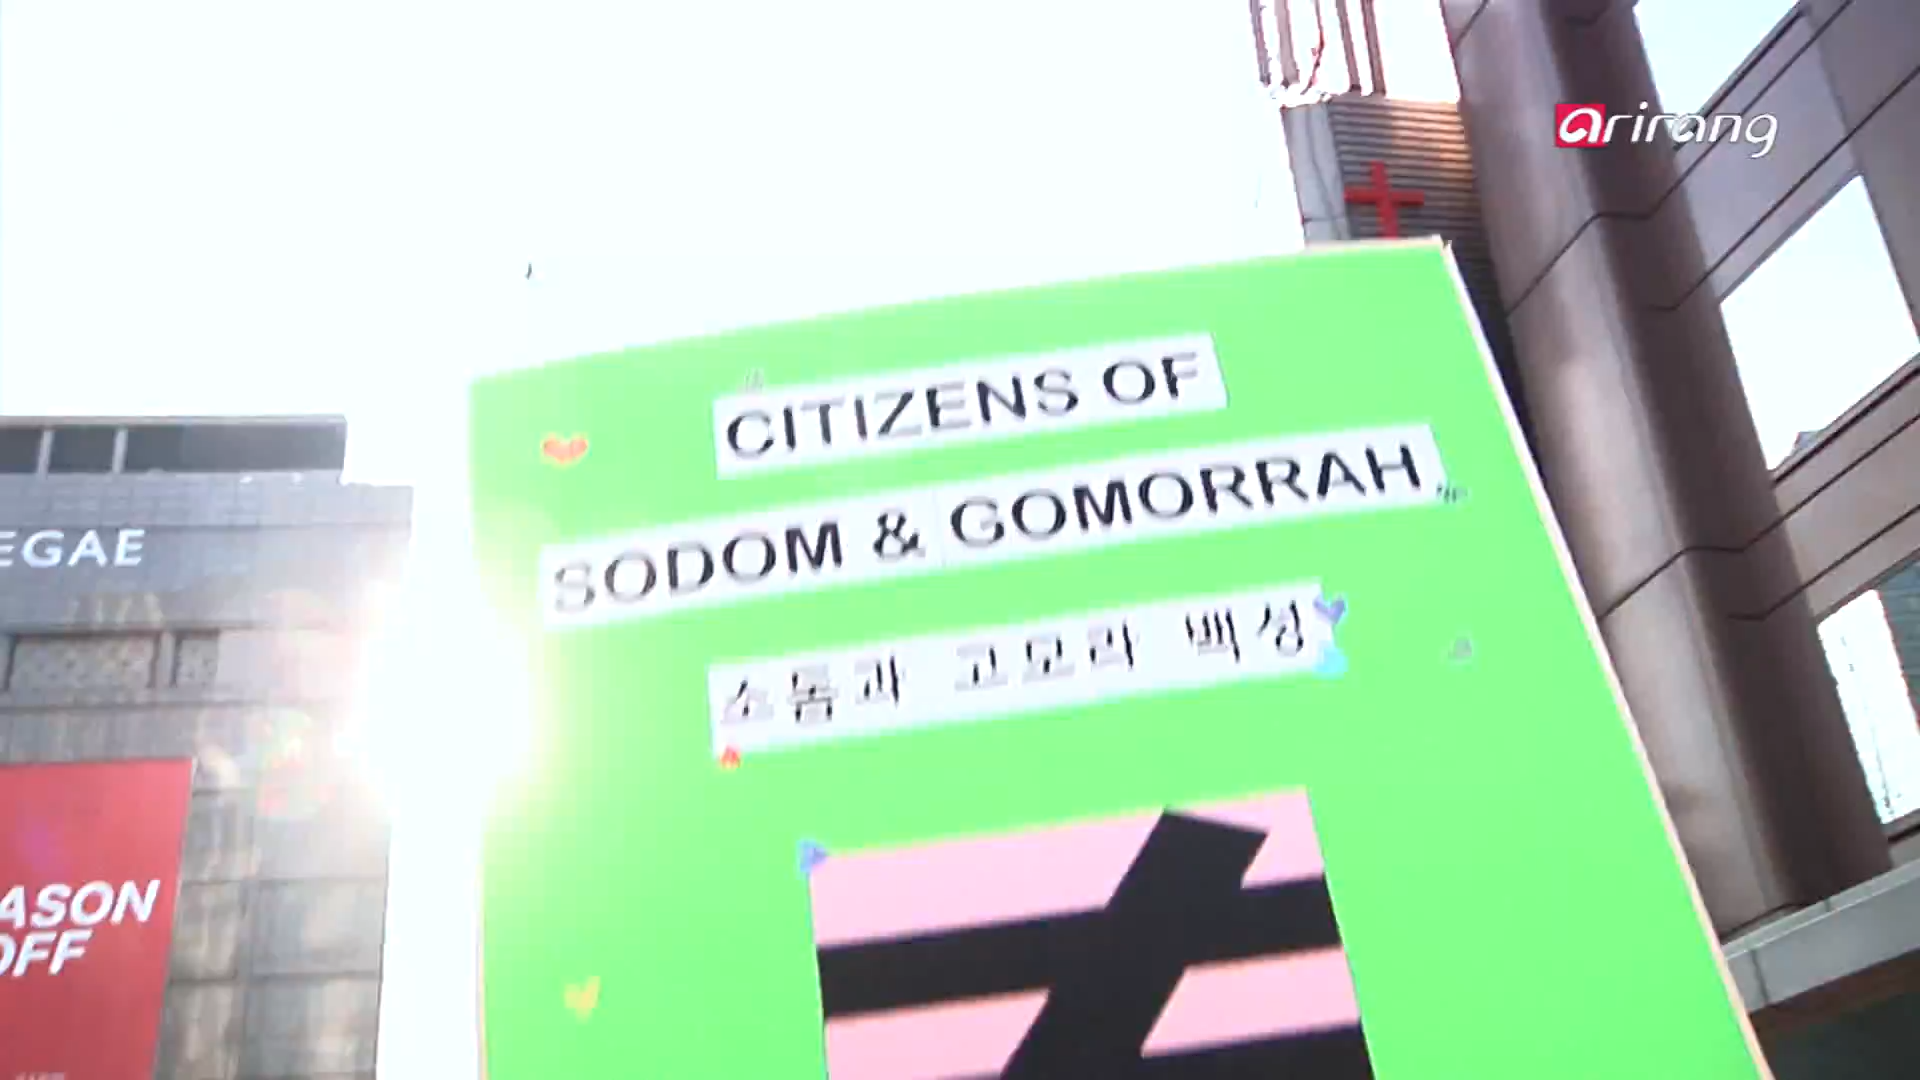 arirang
CITIZENS OF
SODOM & GOMORRAH
소돔과 고모라 백성
EGAE
ASON
OFF